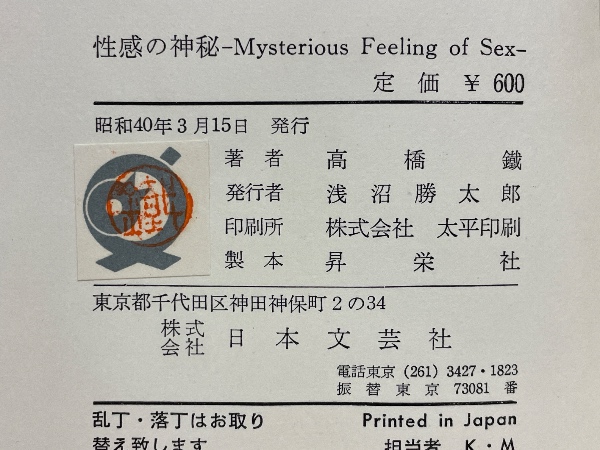 性感の神秘-Mysterious Feeling of Sex-
定価 ¥ 600
昭和40年3月15日 発行
著者 高橋鐵
発行者 浅沼勝太郎
印刷所 株式会社 太平印刷
製本 昇栄社
東京都千代田区神田神保町2の34
株式会社 日本文芸社
電話東京 (261) 3427・1823
振替東京 73081 番
乱丁・落丁はお取り
替え致します
Printed in Japan
担当者 K・M